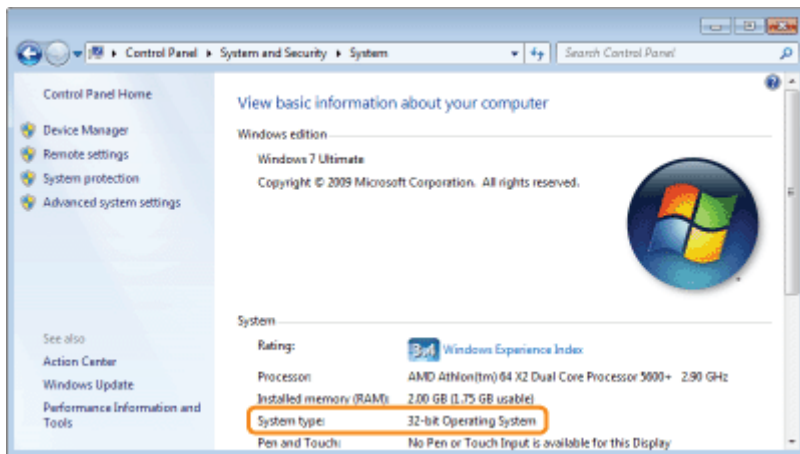 Control Panel ▸ System and Security ▸ System
Search Control Panel
Control Panel Home
Device Manager
Remote settings
System protection
Advanced system settings
See also
Action Center
Windows Update
Performance Information and
Tools
View basic information about your computer
Windows edition
Windows 7 Ultimate
Copyright © 2009 Microsoft Corporation. All rights reserved.
System
Rating:
3.4 Windows Experience Index
Processor: AMD Athlon(tm) 64 X2 Dual Core Processor 5600+ 2.90 GHz
Installed memory (RAM): 2.00 GB (1.75 GB usable)
System type: 32-bit Operating System
Pen and Touch: No Pen or Touch Input is available for this Display